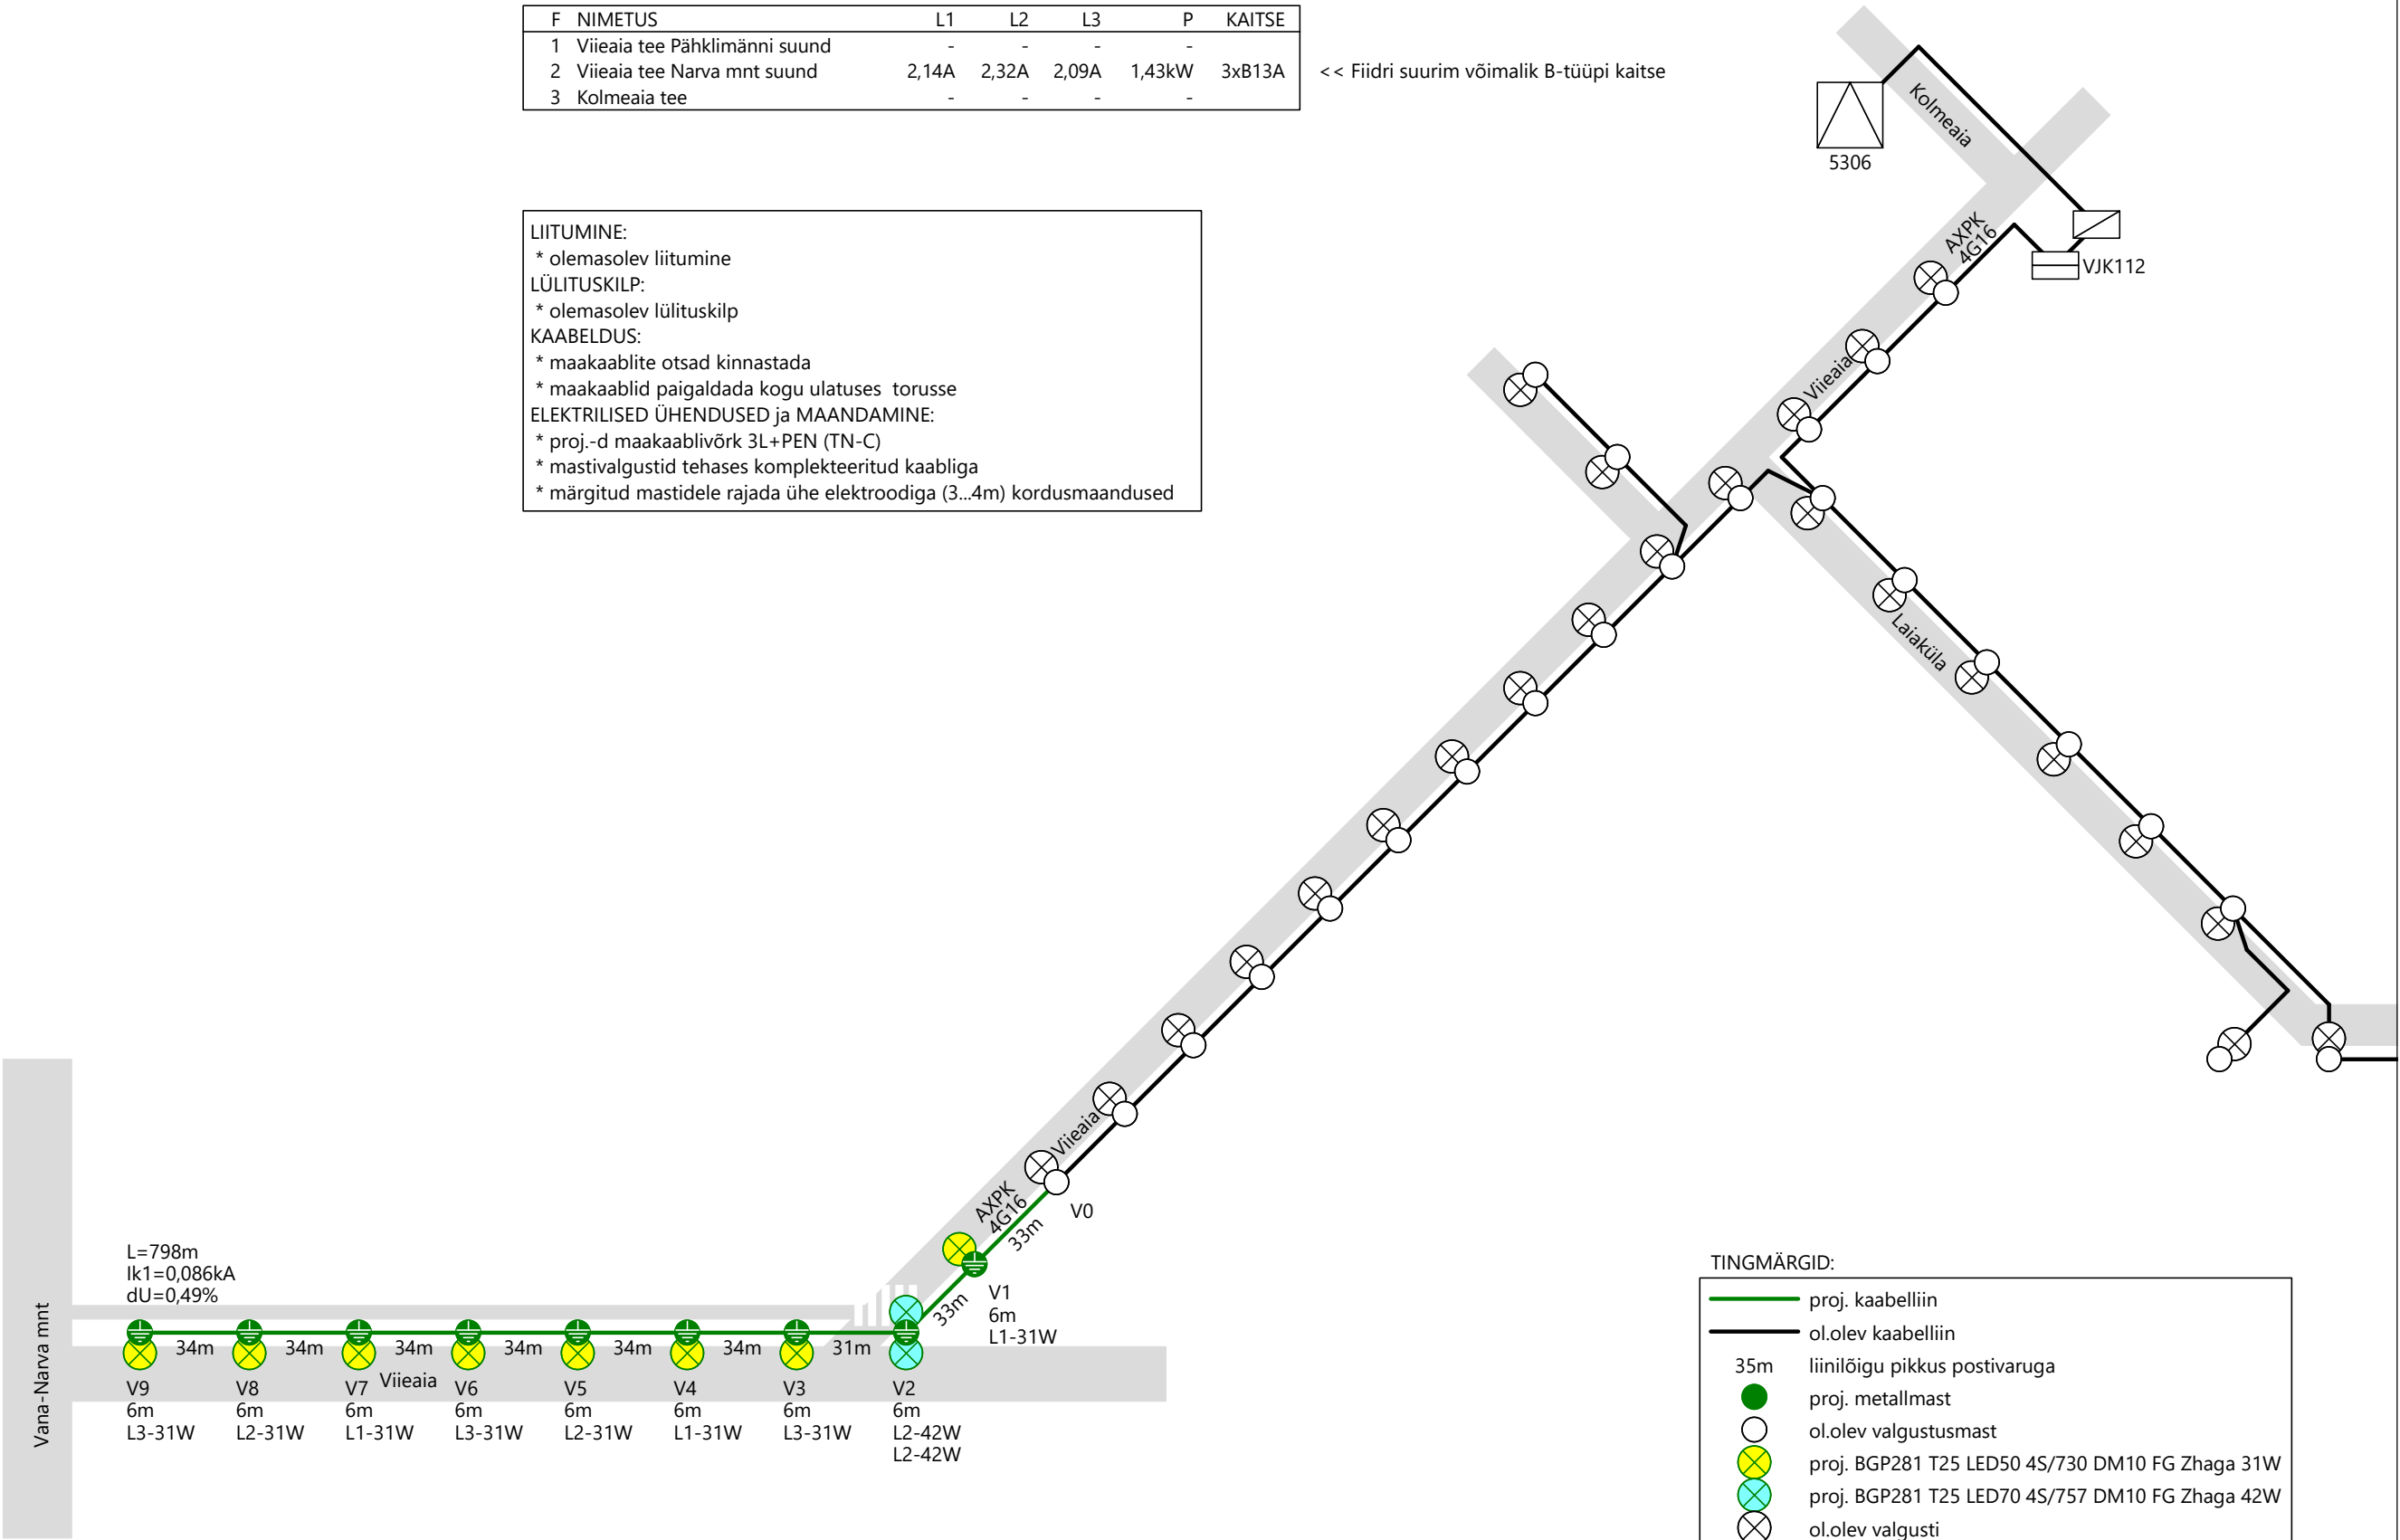 F NIMETUS L1 L2 L3 P KAITSE
1 Viieaia tee Pähklimänni suund - - - -
2 Viieaia tee Narva mnt suund 2,14A 2,32A 2,09A 1,43kW 3xB13A << Fiidri suurim võimalik B-tüüpi kaitse
3 Kolmeaia tee - - - -
LIITUMINE:
* olemasolev liitumine
LÜLITUSKILP:
* olemasolev lülituskilp
KAABELDUS:
* maakaablite otsad kinnastada
* maakaablid paigaldada kogu ulatuses torusse
ELEKTRILISED ÜHENDUSED ja MAANDAMINE:
* proj.-d maakaablivõrk 3L+PEN (TN-C)
* mastivalgustid tehases komplekteeritud kaabliga
* märgitud mastidele rajada ühe elektroodiga (3...4m) kordusmaandused
Kolmeaia
5306
AXPK
4G16
VJK112
Viieaia
Laiaküla
Viieaia
AXPK
4G16
33m
V0
33m
V1
6m
L1-31W
L=798m
Ik1=0,086kA
dU=0,49%
Vana-Narva mnt
34m 34m 34m 34m 34m 34m 31m
Viieaia
V9
6m
L3-31W
V8
6m
L2-31W
V7
6m
L1-31W
V6
6m
L3-31W
V5
6m
L2-31W
V4
6m
L1-31W
V3
6m
L3-31W
V2
6m
L2-42W
L2-42W
TINGMÄRGID:
proj. kaabelliin
ol.olev kaabelliin
35m liinilõigu pikkus postivaruga
proj. metallmast
ol.olev valgustusmast
proj. BGP281 T25 LED50 4S/730 DM10 FG Zhaga 31W
proj. BGP281 T25 LED70 4S/757 DM10 FG Zhaga 42W
ol.olev valgusti